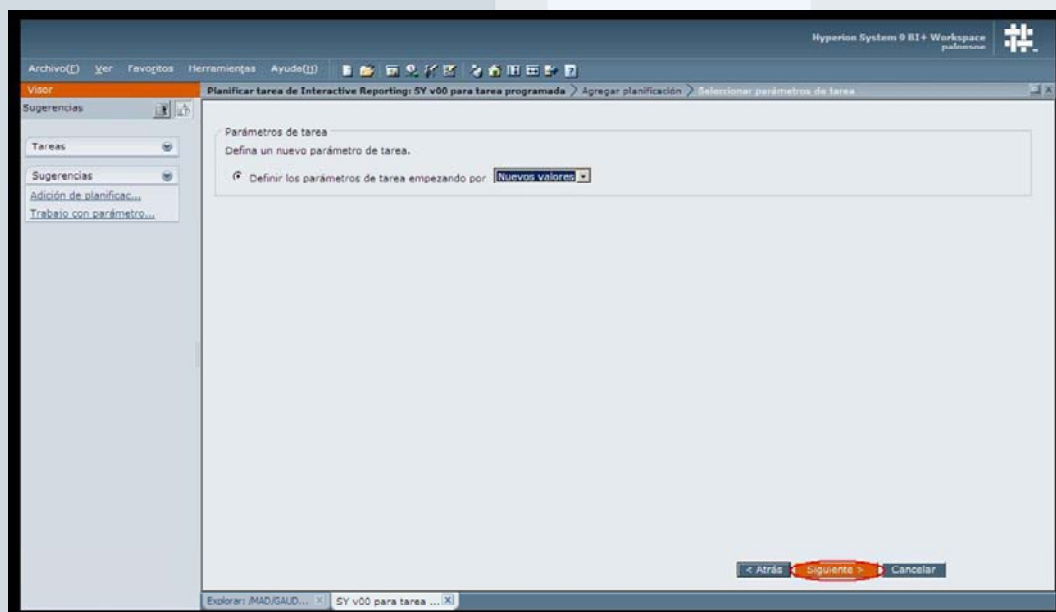 Hyperion System 9 BI+ Workspace
Archivo(F) Ver Favoritos Herramientas Ayuda(H)
Visor
Planificar tarea de Interactive Reporting: SY v00 para tarea programada > Agregar planificación > Seleccionar parámetros de tarea
Sugerencias
Tareas
Sugerencias
Adición de planificac...
Trabajo con parámetro...
Parámetros de tarea
Defina un nuevo parámetro de tarea.
Definir los parámetros de tarea empezando por Nuevos valores
< Atrás Siguiente > Cancelar
Explorar: /MAD/GAUD... SY v00 para tarea ...